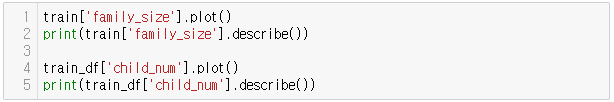 1 train['family_size'].plot()
2 print(train['family_size'].describe())
3
4 train_df['child_num'].plot()
5 print(train_df['child_num'].describe())